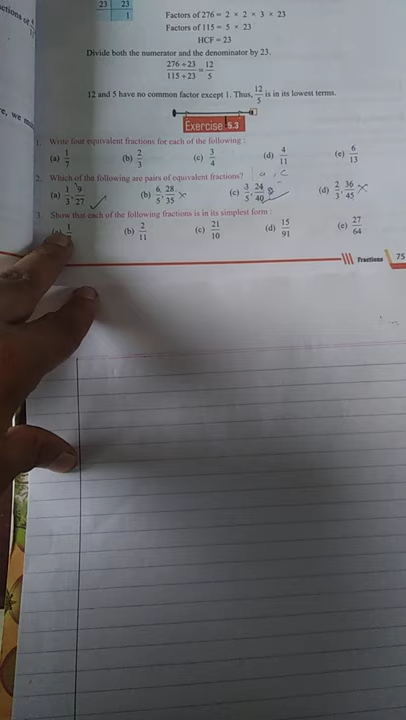 23 23
1
Factors of 276 = 2 × 2 × 3 × 23
Factors of 115 = 5 × 23
HCF = 23
Divide both the numerator and the denominator by 23.
276 ÷ 23 / 115 ÷ 23 = 12/5
12 and 5 have no common factor except 1. Thus, 12/5 is in its lowest terms.
Exercise 5.3
1. Write four equivalent fractions for each of the following :
(a) 1/7 (b) 2/3 (c) 3/4 (d) 4/11 (e) 6/13
2. Which of the following are pairs of equivalent fractions?
(a) 1/3, 9/27 (b) 6/5, 28/35 (c) 3/5, 24/40 (d) 2/3, 36/45
3. Show that each of the following fractions is in its simplest form :
(b) 2/11 (c) 21/10 (d) 15/91 (e) 27/64
Fractions 75